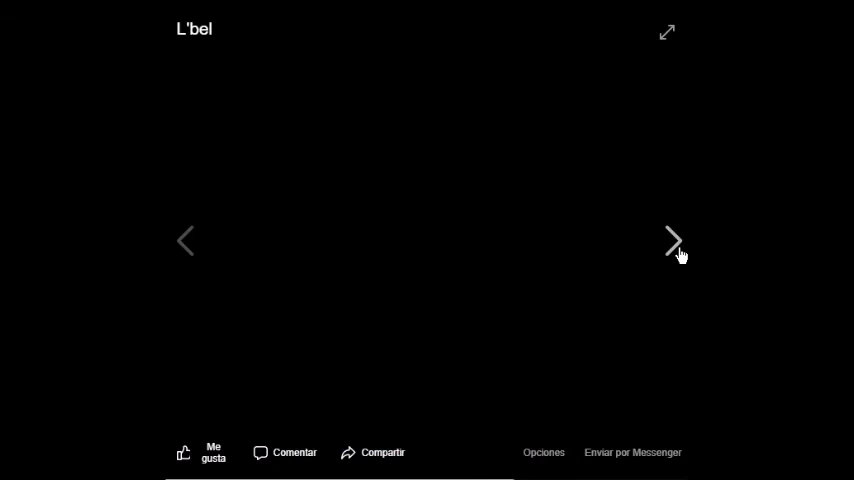 L'bel
Me gusta
Comentar
Compartir
Opciones
Enviar por Messenger